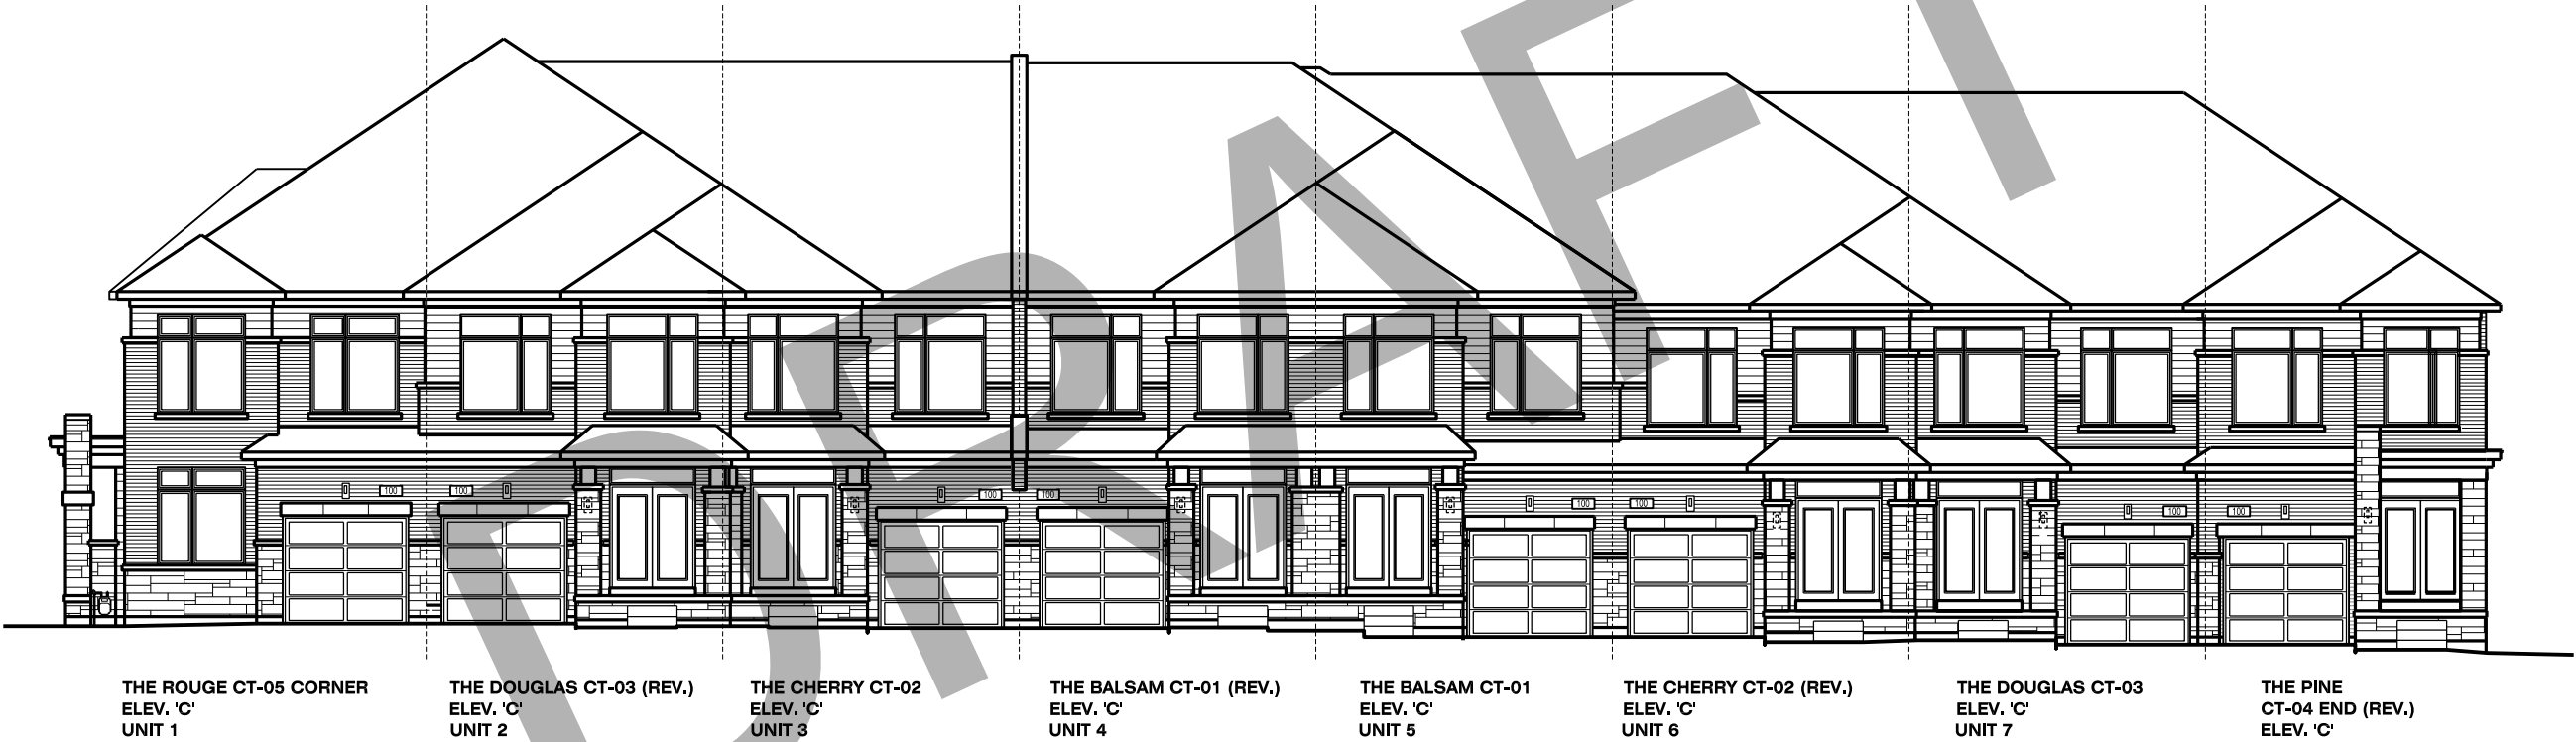 DRAFT
100
100
100
100
100
100
100
100
THE ROUGE CT-05 CORNER
ELEV. 'C'
UNIT 1
THE DOUGLAS CT-03 (REV.)
ELEV. 'C'
UNIT 2
THE CHERRY CT-02
ELEV. 'C'
UNIT 3
THE BALSAM CT-01 (REV.)
ELEV. 'C'
UNIT 4
THE BALSAM CT-01
ELEV. 'C'
UNIT 5
THE CHERRY CT-02 (REV.)
ELEV. 'C'
UNIT 6
THE DOUGLAS CT-03
ELEV. 'C'
UNIT 7
THE PINE
CT-04 END (REV.)
ELEV. 'C'